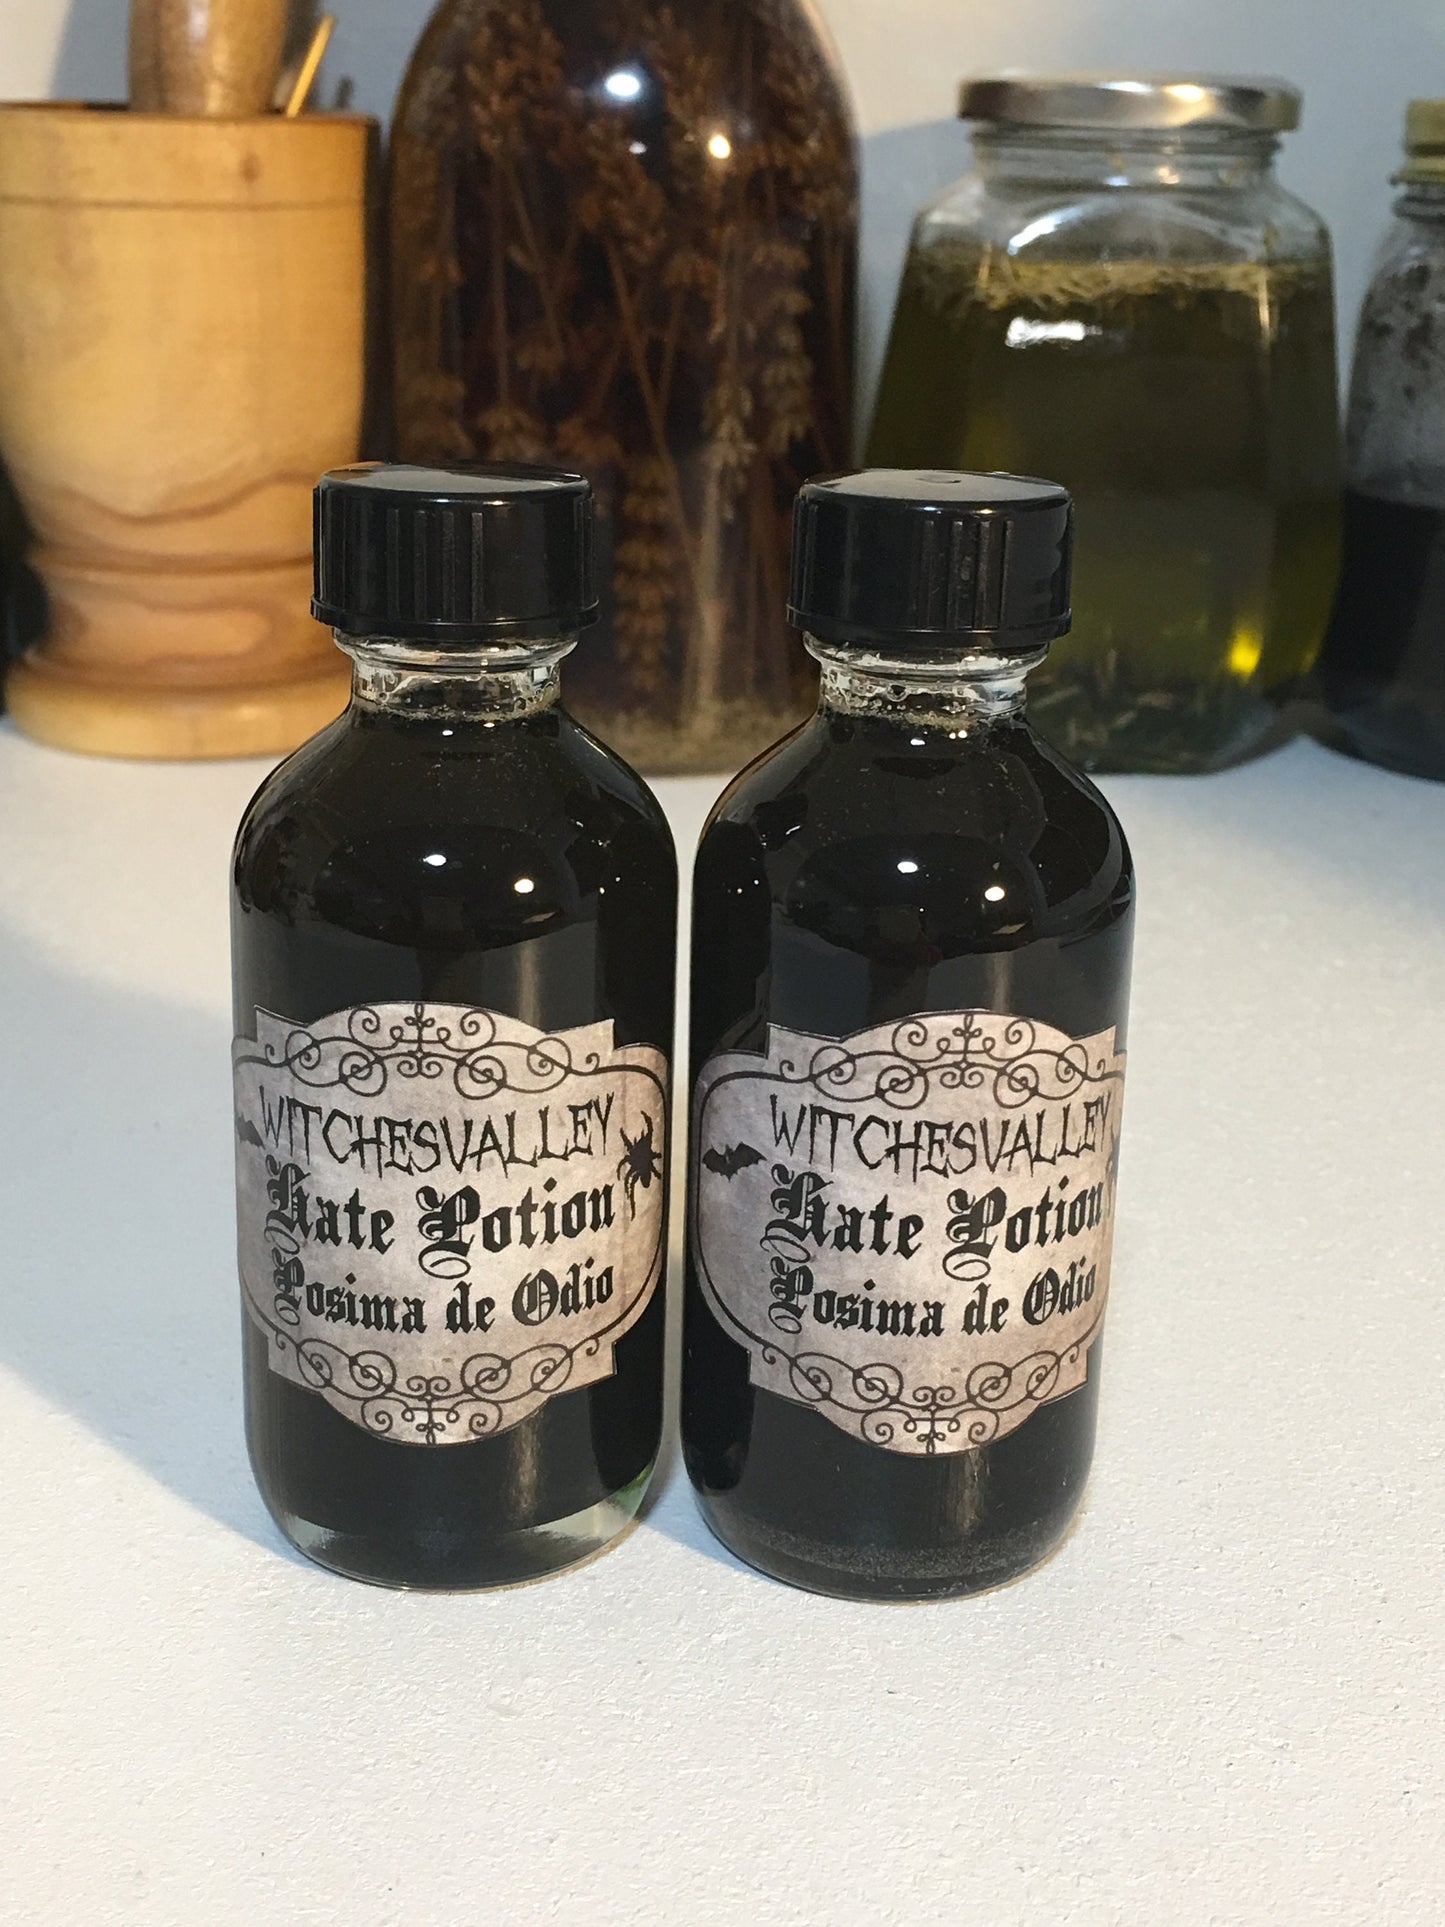 WITCHESVALLEY
Hate Potion
Posima de Odio
WITCHESVALLEY
Hate Potion
Posima de Odio